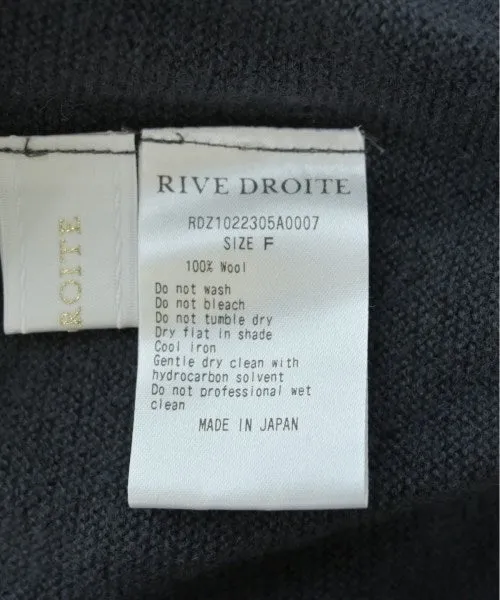 RIVE DROITE
RDZ1022305A0007
SIZE F
100% Wool
Do not wash
Do not bleach
Do not tumble dry
Dry flat in shade
Cool iron
Gentle dry clean with
hydrocarbon solvent
Do not professional wet
clean
MADE IN JAPAN
ROITE